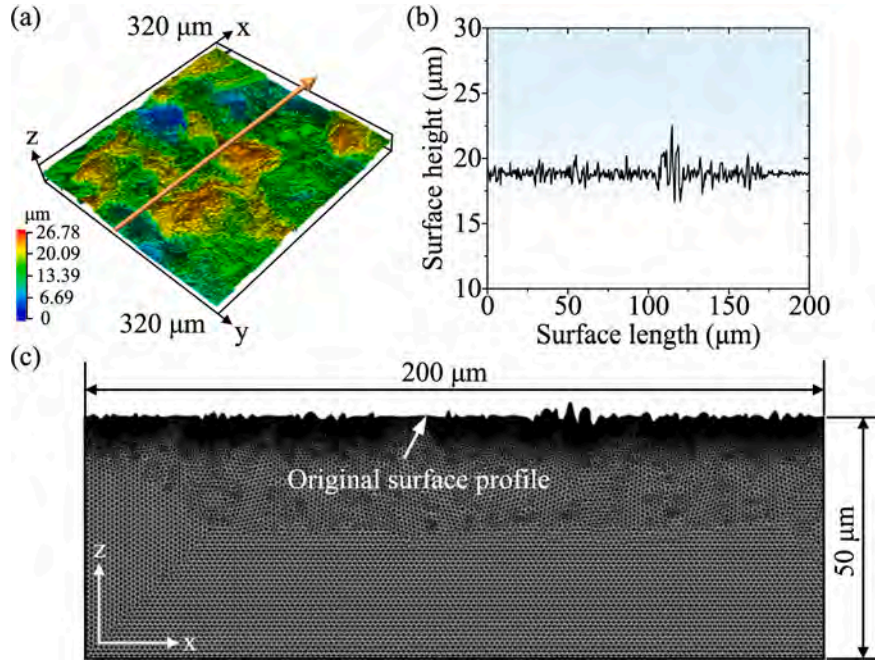 (a)
320 μm
x
z
μm
26.78
20.09
13.39
6.69
0
320 μm
y
(b)
Surface height (μm)
30
25
20
15
10
0 50 100 150 200
Surface length (μm)
(c)
200 μm
Original surface profile
50 μm
z
x